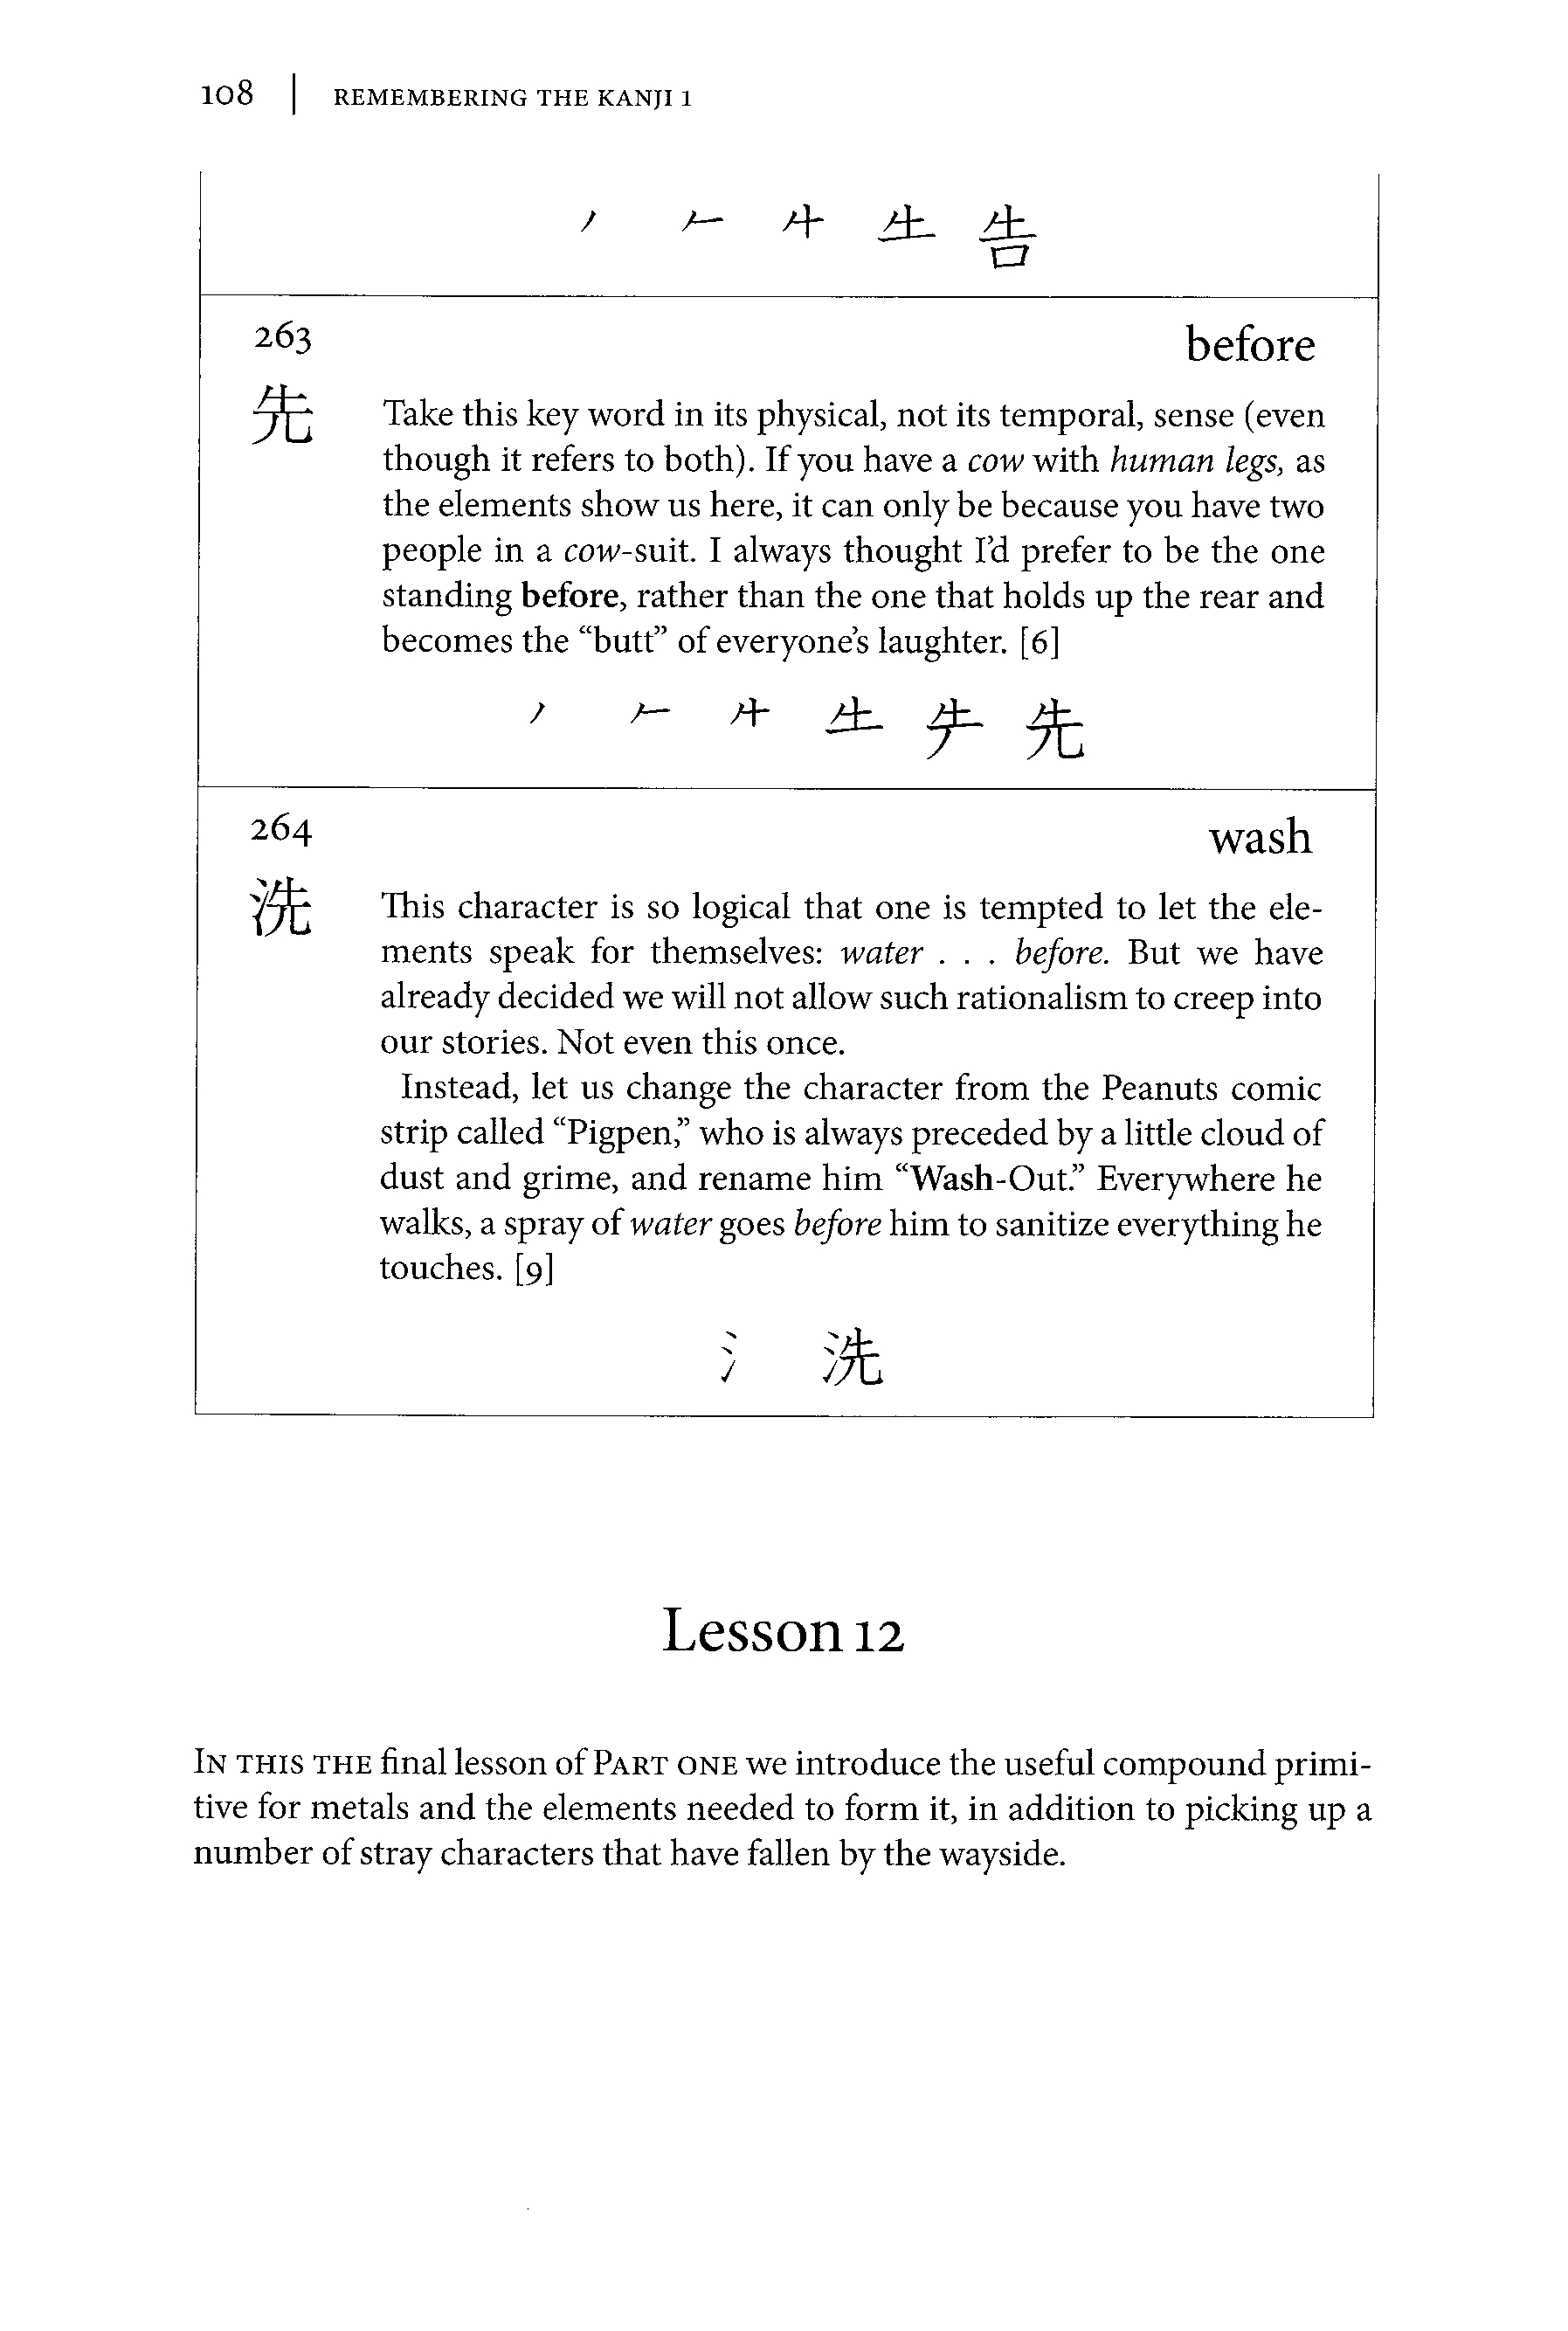 108 | REMEMBERING THE KANJI 1
告
263 before
先
Take this key word in its physical, not its temporal, sense (even
though it refers to both). If you have a cow with human legs, as
the elements show us here, it can only be because you have two
people in a cow-suit. I always thought I'd prefer to be the one
standing before, rather than the one that holds up the rear and
becomes the “butt” of everyone's laughter. [6]
先
264 wash
洗
This character is so logical that one is tempted to let the ele-
ments speak for themselves: water . . . before. But we have
already decided we will not allow such rationalism to creep into
our stories. Not even this once.
Instead, let us change the character from the Peanuts comic
strip called “Pigpen,” who is always preceded by a little cloud of
dust and grime, and rename him “Wash-Out.” Everywhere he
walks, a spray of water goes before him to sanitize everything he
touches. [9]
氵 洗
Lesson 12
IN THIS THE final lesson of PART ONE we introduce the useful compound primi-
tive for metals and the elements needed to form it, in addition to picking up a
number of stray characters that have fallen by the wayside.